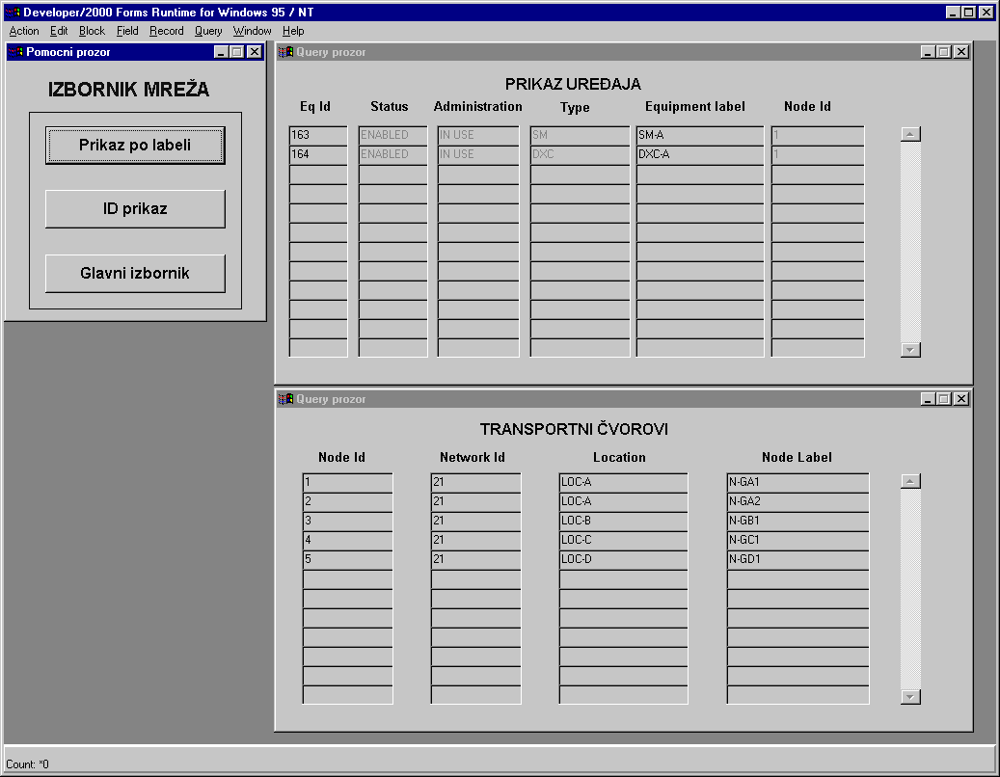 Developer/2000 Forms Runtime for Windows 95 / NT
Action Edit Block Field Record Query Window Help
Pomocni prozor
IZBORNIK MREŽA
Prikaz po labeli
ID prikaz
Glavni izbornik
Query prozor
PRIKAZ UREĐAJA
Eq Id Status Administration Type Equipment label Node Id
163 ENABLED IN USE SM SM-A 1
164 ENABLED IN USE DXC DXC-A 1
Query prozor
TRANSPORTNI ČVOROVI
Node Id Network Id Location Node Label
1 21 LOC-A N-GA1
2 21 LOC-A N-GA2
3 21 LOC-B N-GB1
4 21 LOC-C N-GC1
5 21 LOC-D N-GD1
Count: *0